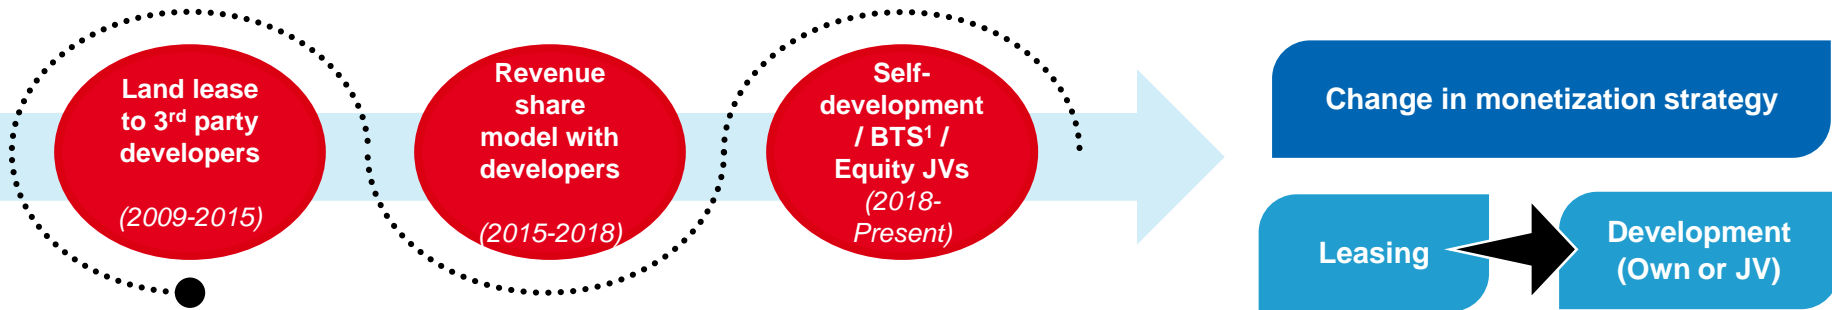 Land lease
to 3rd party
developers
(2009-2015)
Revenue
share
model with
developers
(2015-2018)
Self-
development
/ BTS1 /
Equity JVs
(2018-
Present)
Change in monetization strategy
Leasing
Development
(Own or JV)